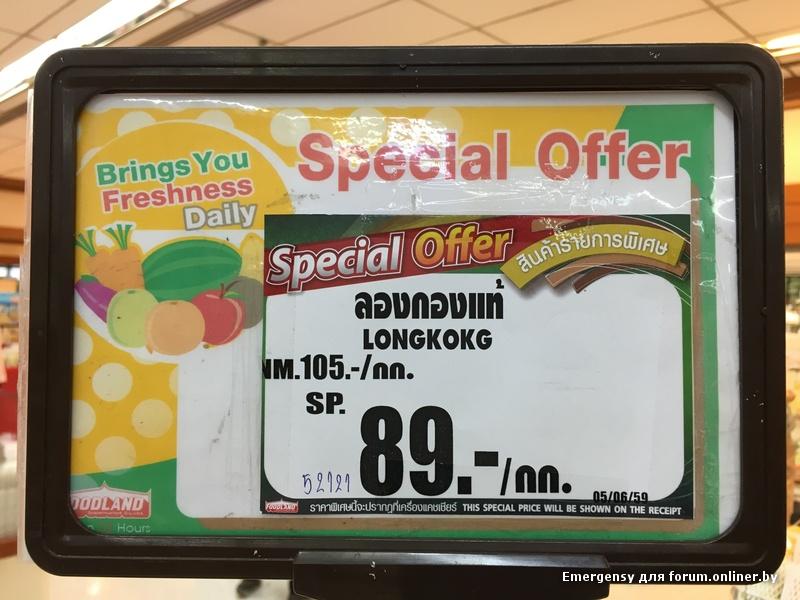 Special Offer
Brings You
Freshness
Daily
Special Offer
สินค้ารายการพิเศษ
ลองกองแท้
LONGKOKG
NM.105.-/กก.
SP.
89.-/กก.
52121
05/06/59
FOODLAND
Hours
FOODLAND
ราคาพิเศษนี้จะปรากฏที่เครื่องแคชเชียร์ THIS SPECIAL PRICE WILL BE SHOWN ON THE RECEIPT
Emergensy для forum.onliner.by